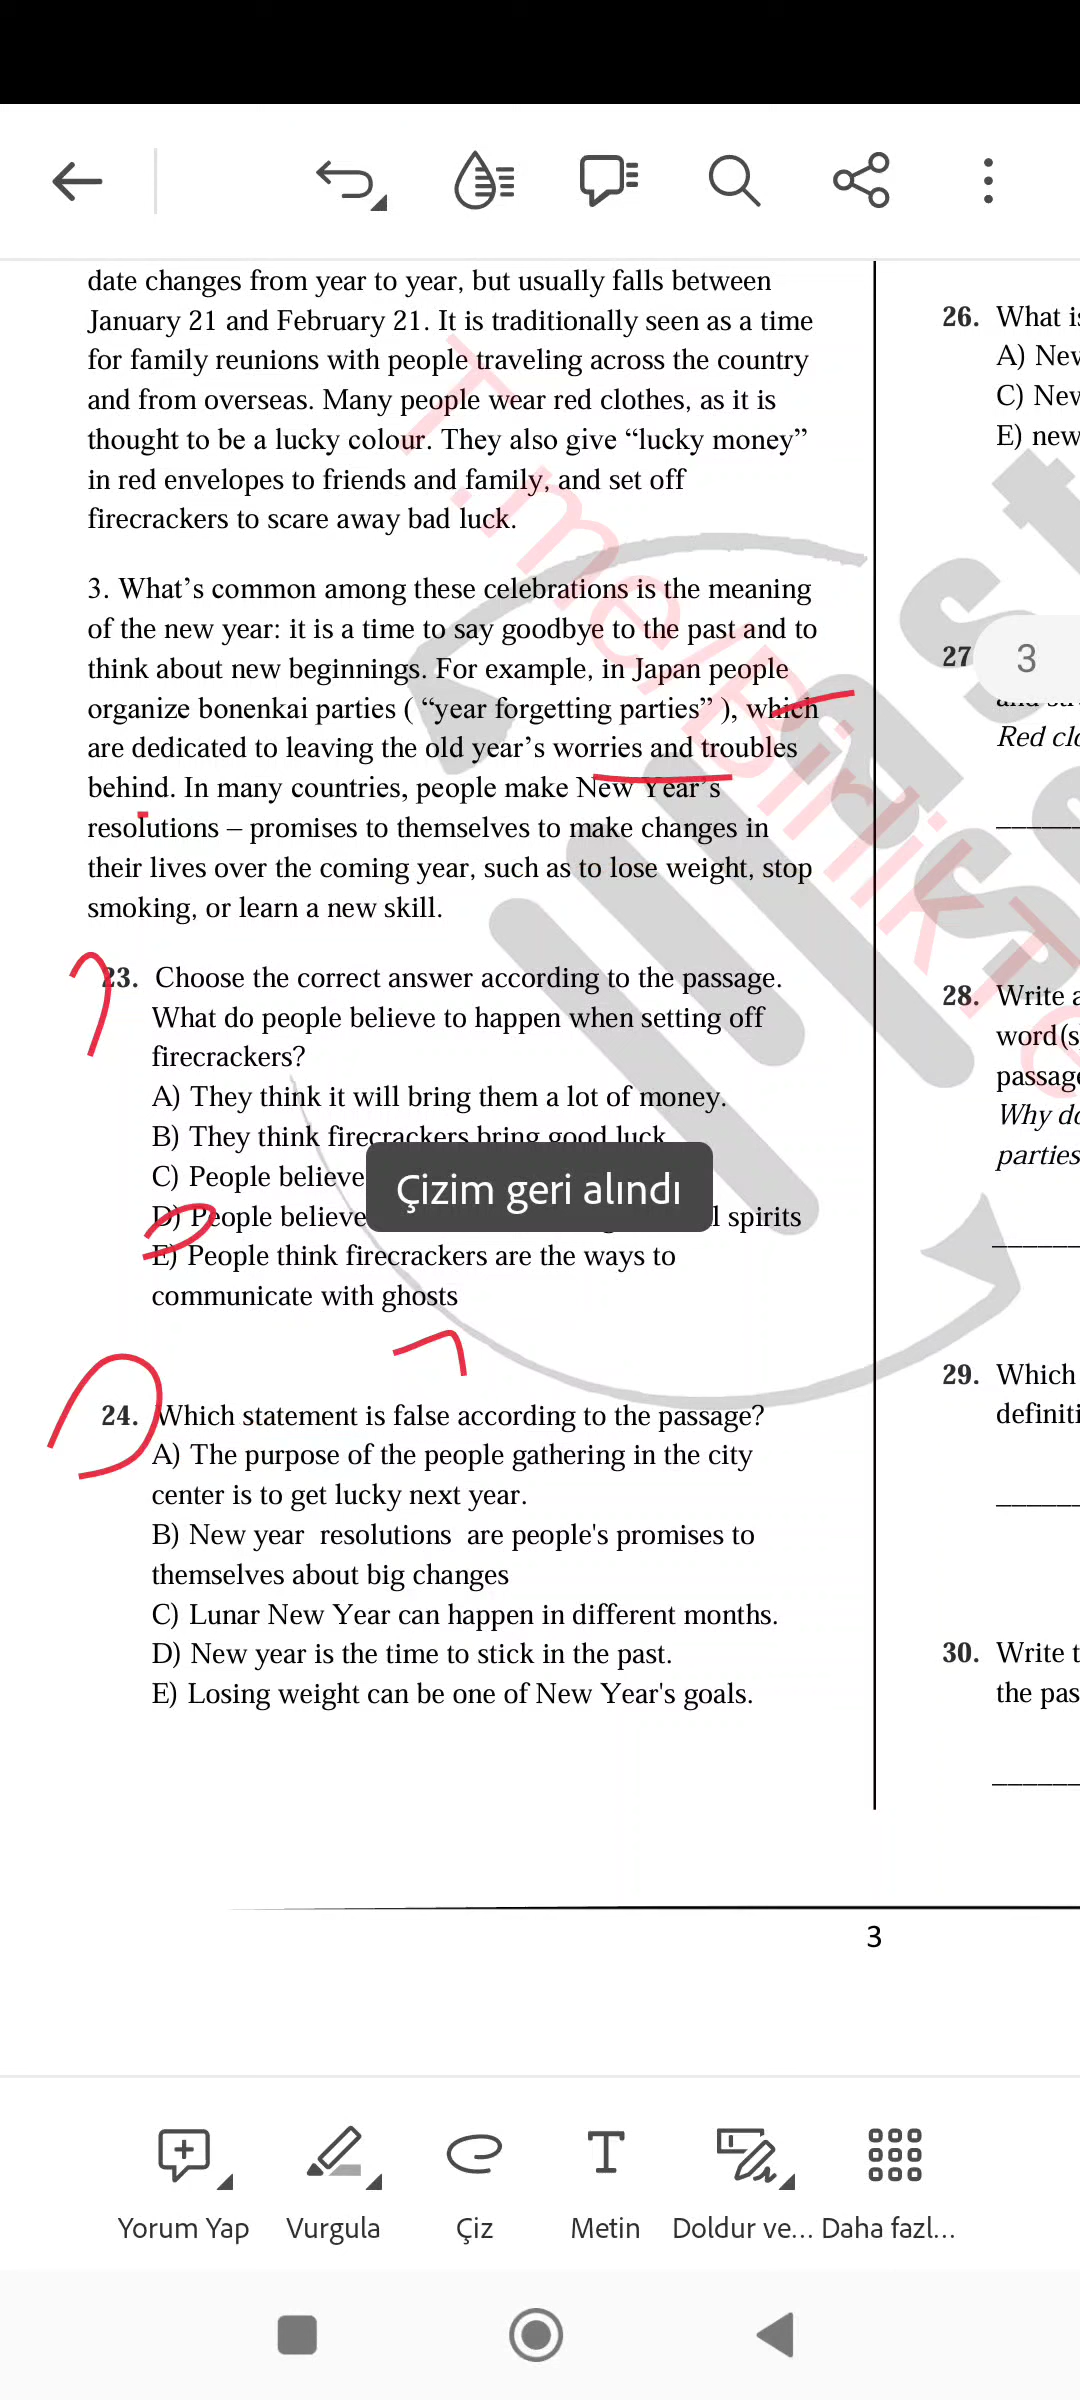 date changes from year to year, but usually falls between
January 21 and February 21. It is traditionally seen as a time
for family reunions with people traveling across the country
and from overseas. Many people wear red clothes, as it is
thought to be a lucky colour. They also give “lucky money”
in red envelopes to friends and family, and set off
firecrackers to scare away bad luck.
3. What’s common among these celebrations is the meaning
of the new year: it is a time to say goodbye to the past and to
think about new beginnings. For example, in Japan people
organize bonenkai parties ( “year forgetting parties” ), which
are dedicated to leaving the old year’s worries and troubles
behind. In many countries, people make New Year’s
resolutions – promises to themselves to make changes in
their lives over the coming year, such as to lose weight, stop
smoking, or learn a new skill.
23. Choose the correct answer according to the passage.
What do people believe to happen when setting off
firecrackers?
A) They think it will bring them a lot of money.
B) They think firecrackers bring good luck
C) People believe
D) People believe spirits
E) People think firecrackers are the ways to
communicate with ghosts
Çizim geri alındı
24. Which statement is false according to the passage?
A) The purpose of the people gathering in the city
center is to get lucky next year.
B) New year resolutions are people's promises to
themselves about big changes
C) Lunar New Year can happen in different months.
D) New year is the time to stick in the past.
E) Losing weight can be one of New Year's goals.
26. What
A)
C)
E) new
27
3
Red
28. Write
Why
parties
29. Which
30. Write
the
3
T.me/Birlik
Yorum Yap
Vurgula
Çiz
Metin
Doldur ve...
Daha fazl...